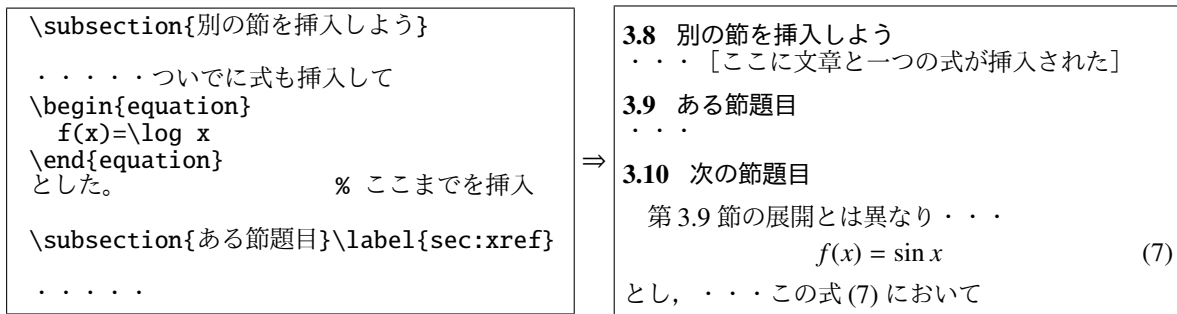 \subsection{別の節を挿入しよう}
・・・・・ついでに式も挿入して
\begin{equation}
f(x)=\log x
\end{equation}
とした。 % ここまでを挿入
\subsection{ある節題目}\label{sec:xref}
・・・・・
⇒
3.8 別の節を挿入しよう
・・・［ここに文章と一つの式が挿入された］
3.9 ある節題目
・・・
3.10 次の節題目
第 3.9 節の展開とは異なり・・・
f(x) = sin x (7)
とし，・・・この式 (7) において